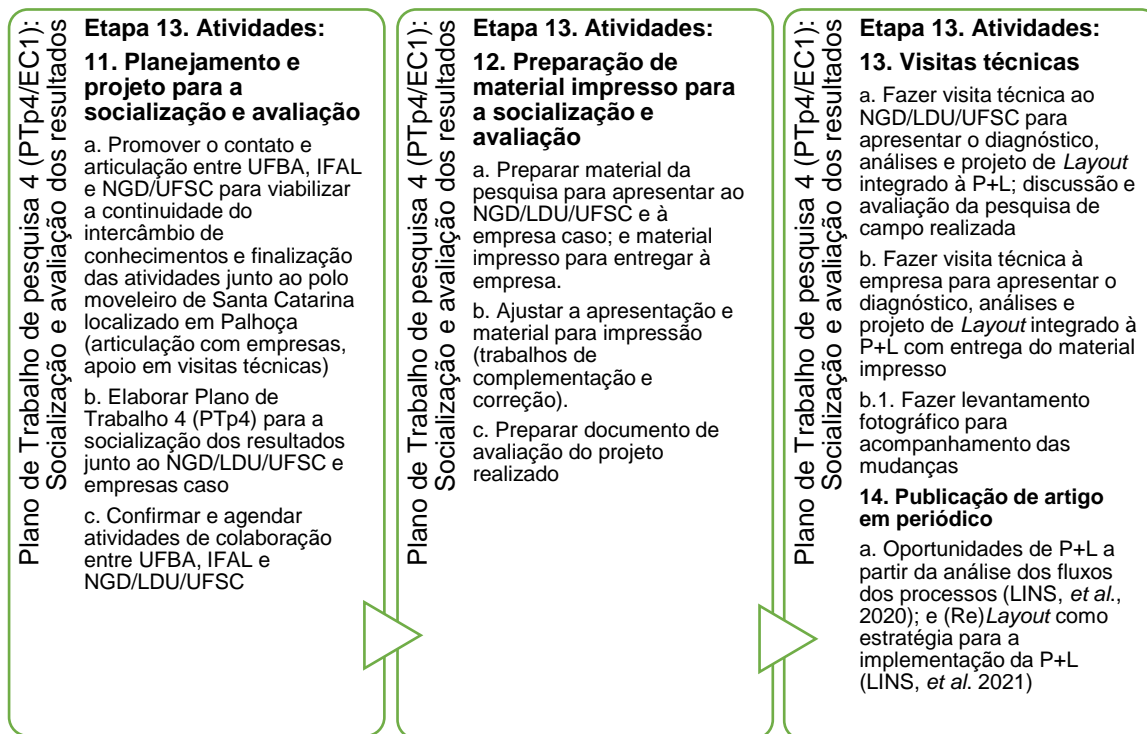 Plano de Trabalho de pesquisa 4 (PTp4/EC1):
Socialização e avaliação dos resultados
Etapa 13. Atividades:
11. Planejamento e
projeto para a
socialização e avaliação
a. Promover o contato e
articulação entre UFBA, IFAL
e NGD/UFSC para viabilizar
a continuidade do
intercâmbio de
conhecimentos e finalização
das atividades junto ao polo
moveleiro de Santa Catarina
localizado em Palhoça
(articulação com empresas,
apoio em visitas técnicas)
b. Elaborar Plano de
Trabalho 4 (PTp4) para a
socialização dos resultados
junto ao NGD/LDU/UFSC e
empresas caso
c. Confirmar e agendar
atividades de colaboração
entre UFBA, IFAL e
NGD/LDU/UFSC
Plano de Trabalho de pesquisa 4 (PTp4/EC1):
Socialização e avaliação dos resultados
Etapa 13. Atividades:
12. Preparação de
material impresso para
a socialização e
avaliação
a. Preparar material da
pesquisa para apresentar ao
NGD/LDU/UFSC e à
empresa caso; e material
impresso para entregar à
empresa.
b. Ajustar a apresentação e
material para impressão
(trabalhos de
complementação e
correção).
c. Preparar documento de
avaliação do projeto
realizado
Plano de Trabalho de pesquisa 4 (PTp4/EC1):
Socialização e avaliação dos resultados
Etapa 13. Atividades:
13. Visitas técnicas
a. Fazer visita técnica ao
NGD/LDU/UFSC para
apresentar o diagnóstico,
análises e projeto de Layout
integrado à P+L; discussão e
avaliação da pesquisa de
campo realizada
b. Fazer visita técnica à
empresa para apresentar o
diagnóstico, análises e
projeto de Layout integrado à
P+L com entrega do material
impresso
b.1. Fazer levantamento
fotográfico para
acompanhamento das
mudanças
14. Publicação de artigo
em periódico
a. Oportunidades de P+L a
partir da análise dos fluxos
dos processos (LINS, et al.,
2020); e (Re)Layout como
estratégia para a
implementação da P+L
(LINS, et al. 2021)